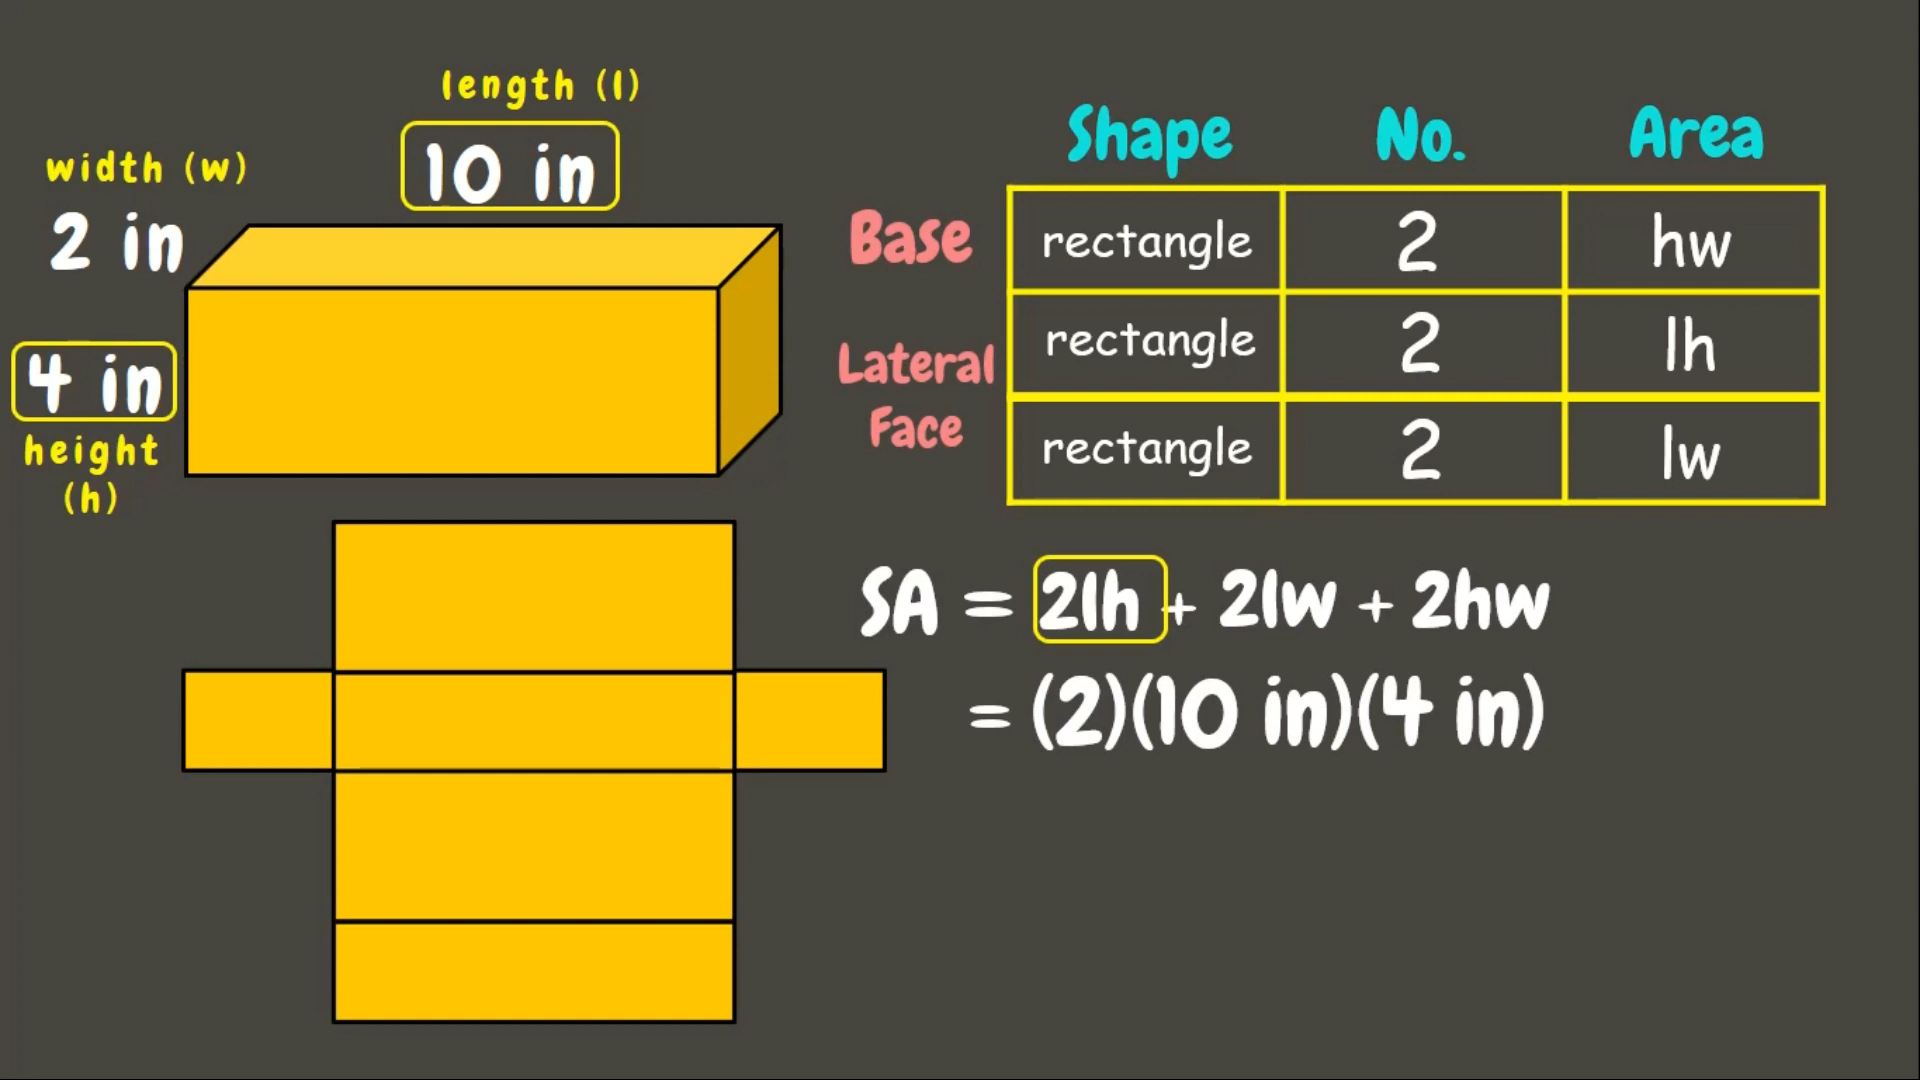 length (l)
10 in
width (w)
2 in
4 in
height
(h)
Shape No. Area
Base rectangle 2 hw
Lateral Face rectangle 2 lh
rectangle 2 lw
SA = 2lh + 2lw + 2hw
= (2)(10 in)(4 in)